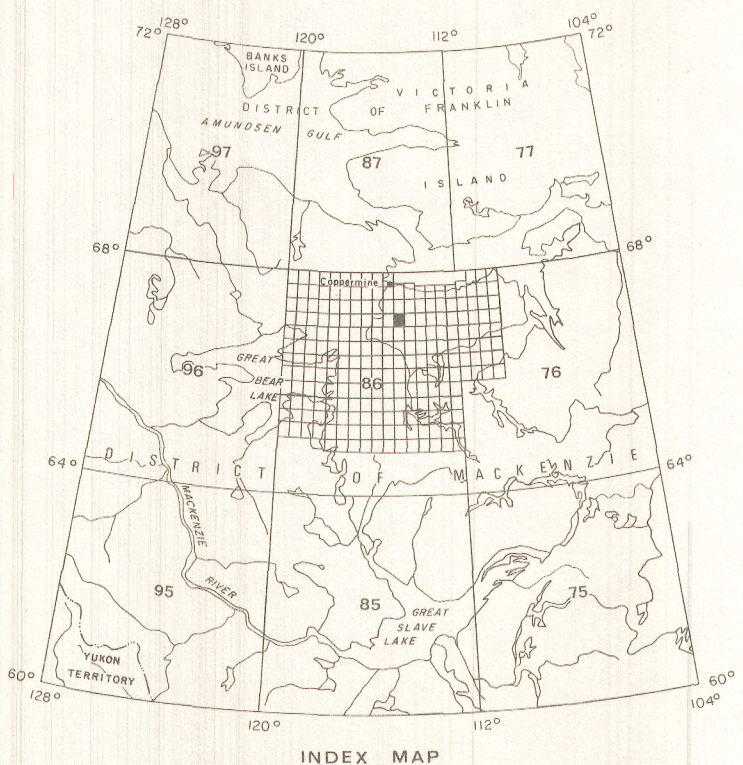 128°
120°
112°
104°
72°
72°
BANKS
ISLAND
VICTORIA
DISTRICT OF FRANKLIN
AMUNDSEN GULF
97
87
77
ISLAND
68°
68°
Coppermine
GREAT
BEAR
LAKE
96
86
76
DISTRICT OF MACKENZIE
64°
64°
MACKENZIE
RIVER
95
85
75
GREAT
SLAVE
LAKE
YUKON
TERRITORY
60°
60°
128°
104°
120°
112°
INDEX MAP